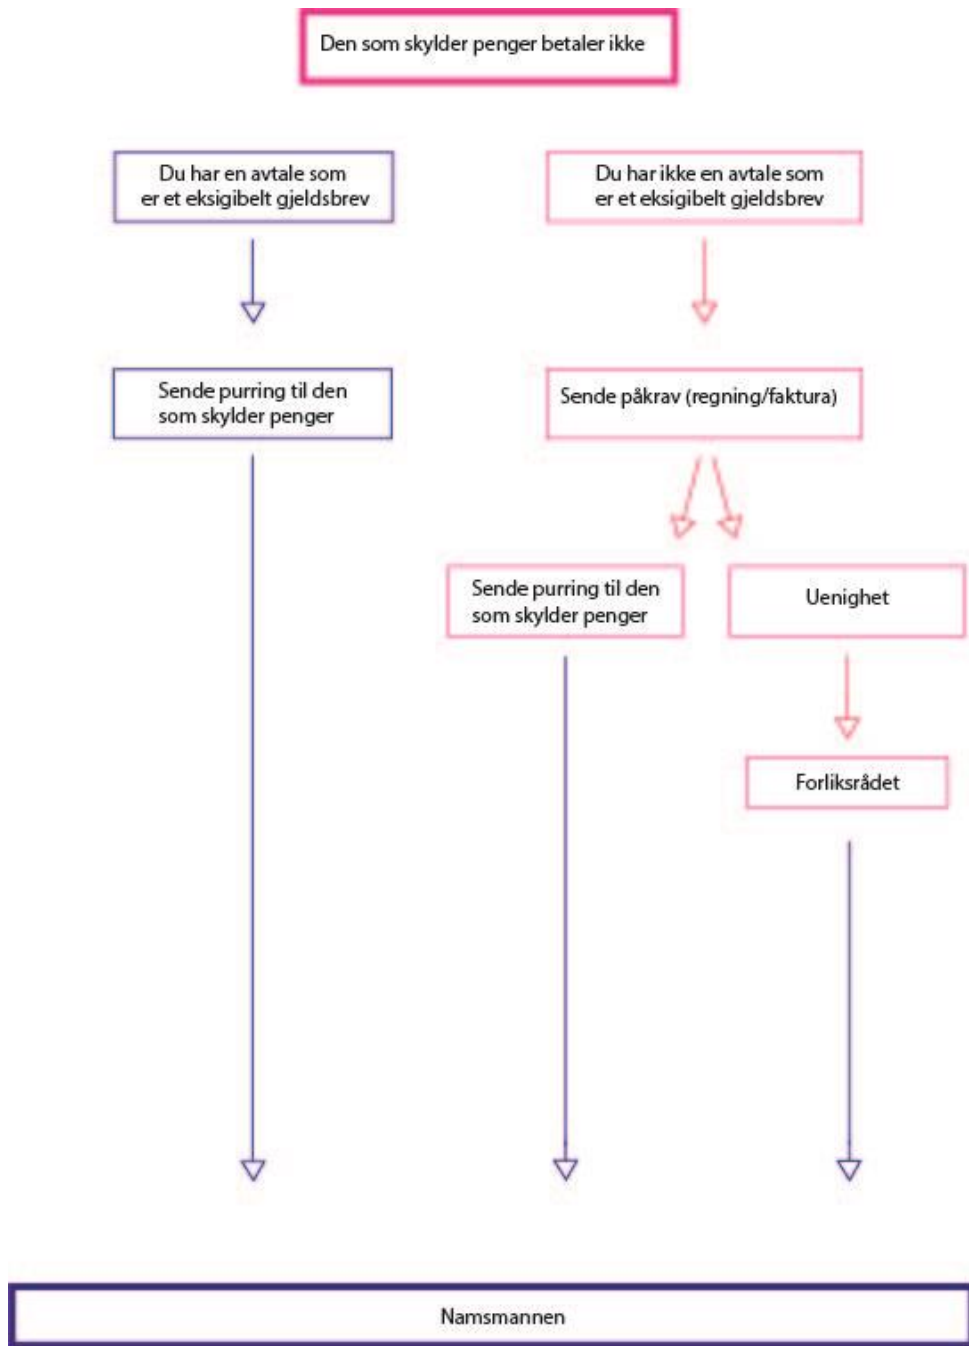 Den som skylder penger betaler ikke
Du har en avtale som
er et eksigibelt gjeldsbrev
Du har ikke en avtale som
er et eksigibelt gjeldsbrev
Sende purring til den
som skylder penger
Sende påkrav (regning/faktura)
Sende purring til den
som skylder penger
Uenighet
Forliksrådet
Namsmannen